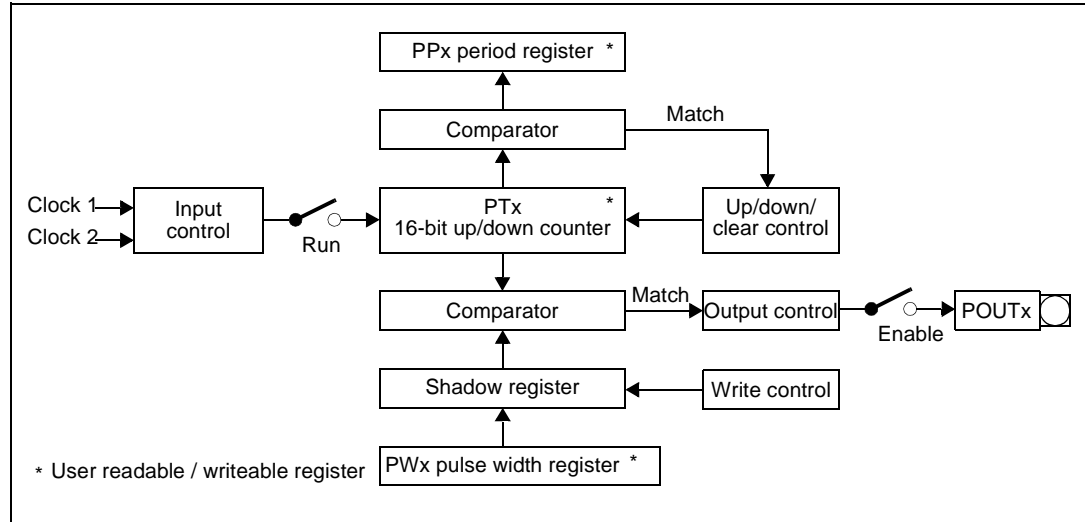 PPx period register *
Comparator
Match
Clock 1
Clock 2
Input
control
Run
PTx *
16-bit up/down counter
Up/down/
clear control
Comparator
Match
Output control
Enable
POUTx
Shadow register
Write control
* User readable / writeable register
PWx pulse width register *